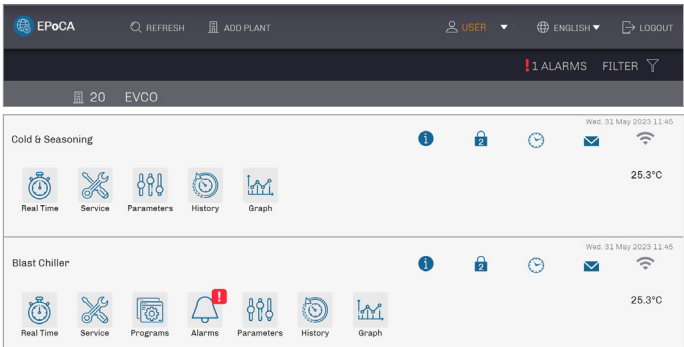 EPoCA REFRESH ADD PLANT USER ENGLISH LOGOUT
! 1 ALARMS FILTER
20 EVCO
Wed. 31 May 2023 11:45
Cold & Seasoning i 2
25.3°C
Real Time Service Parameters History Graph
Wed. 31 May 2023 11:45
Blast Chiller i 2
!
25.3°C
Real Time Service Programs Alarms Parameters History Graph